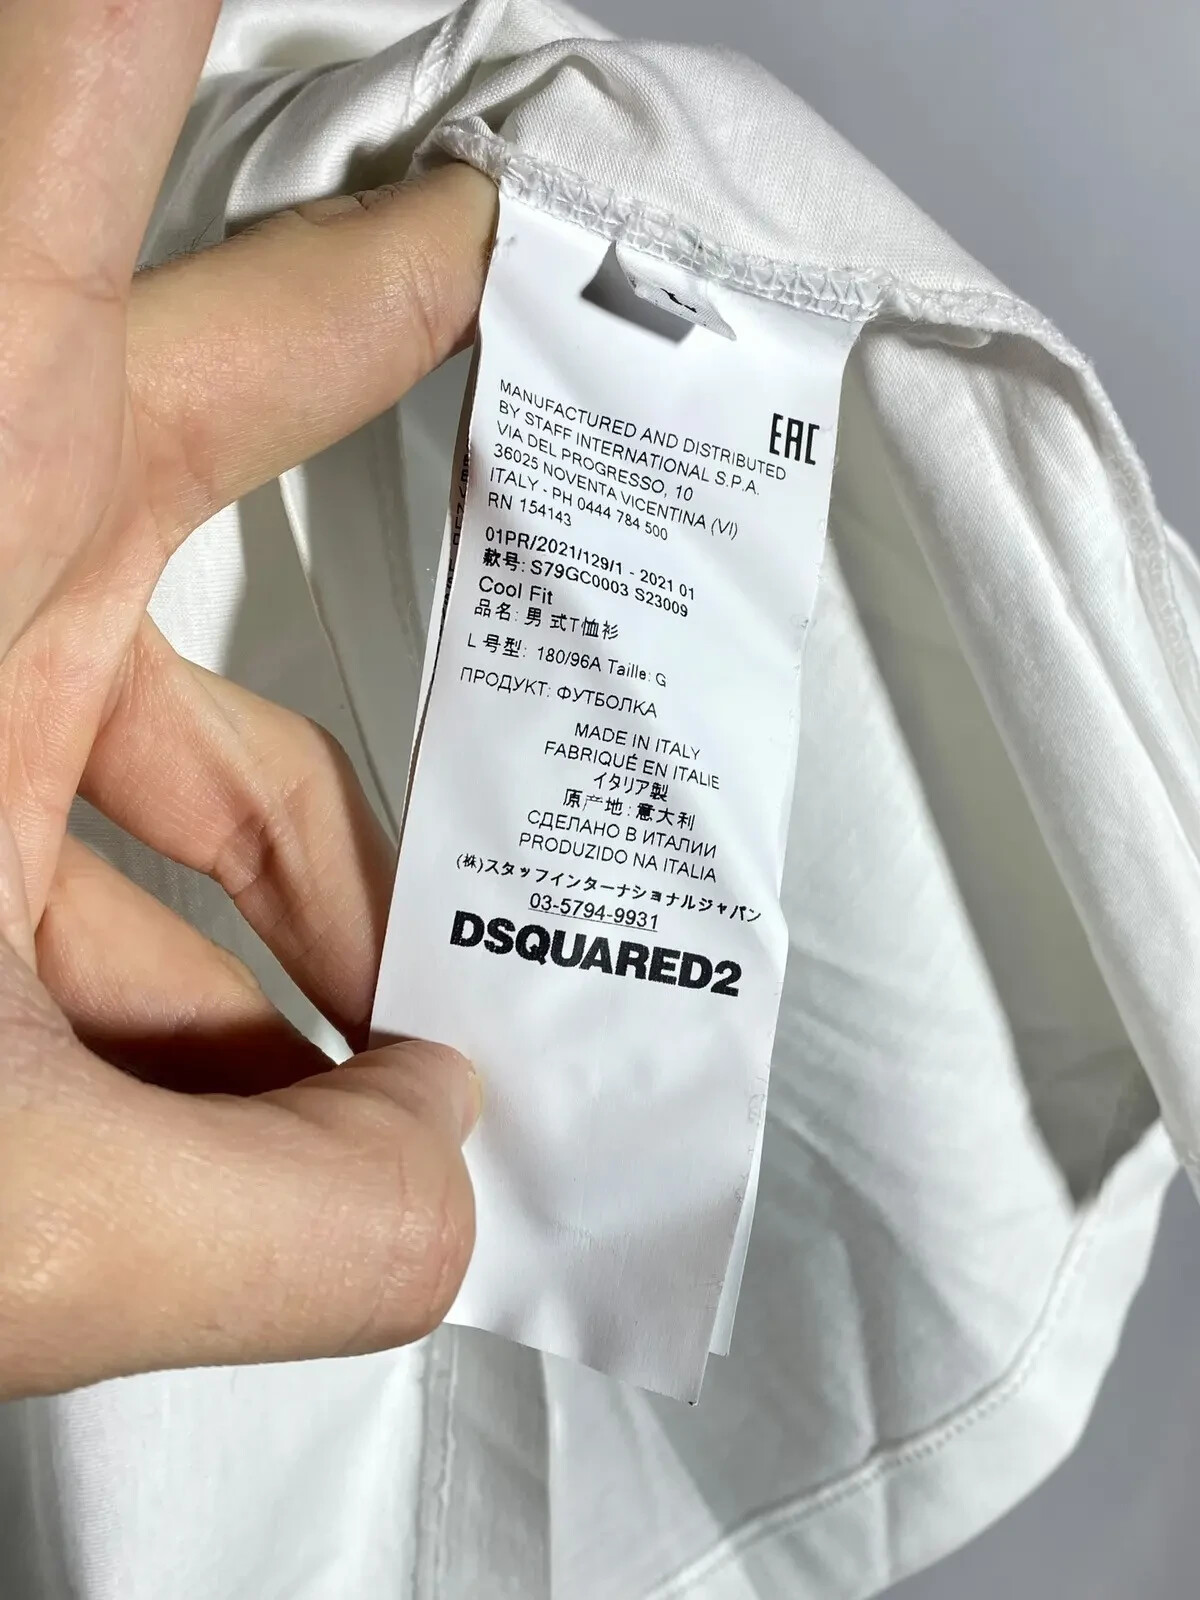 EAC
MANUFACTURED AND DISTRIBUTED
BY STAFF INTERNATIONAL S.P.A.
VIA DEL PROGRESSO, 10
36025 NOVENTA VICENTINA (VI)
ITALY - PH 0444 784 500
RN 154143
01PR/2021/129/1 - 2021 01
款号: S79GC0003 S23009
Cool Fit
品名: 男 式T恤衫
L 号型: 180/96A Taille: G
ПРОДУКТ: ФУТБОЛКА
MADE IN ITALY
FABRIQUÉ EN ITALIE
イタリア製
原产地: 意大利
СДЕЛАНО В ИТАЛИИ
PRODUZIDO NA ITALIA
(株)スタッフインターナショナルジャパン
03-5794-9931
DSQUARED2